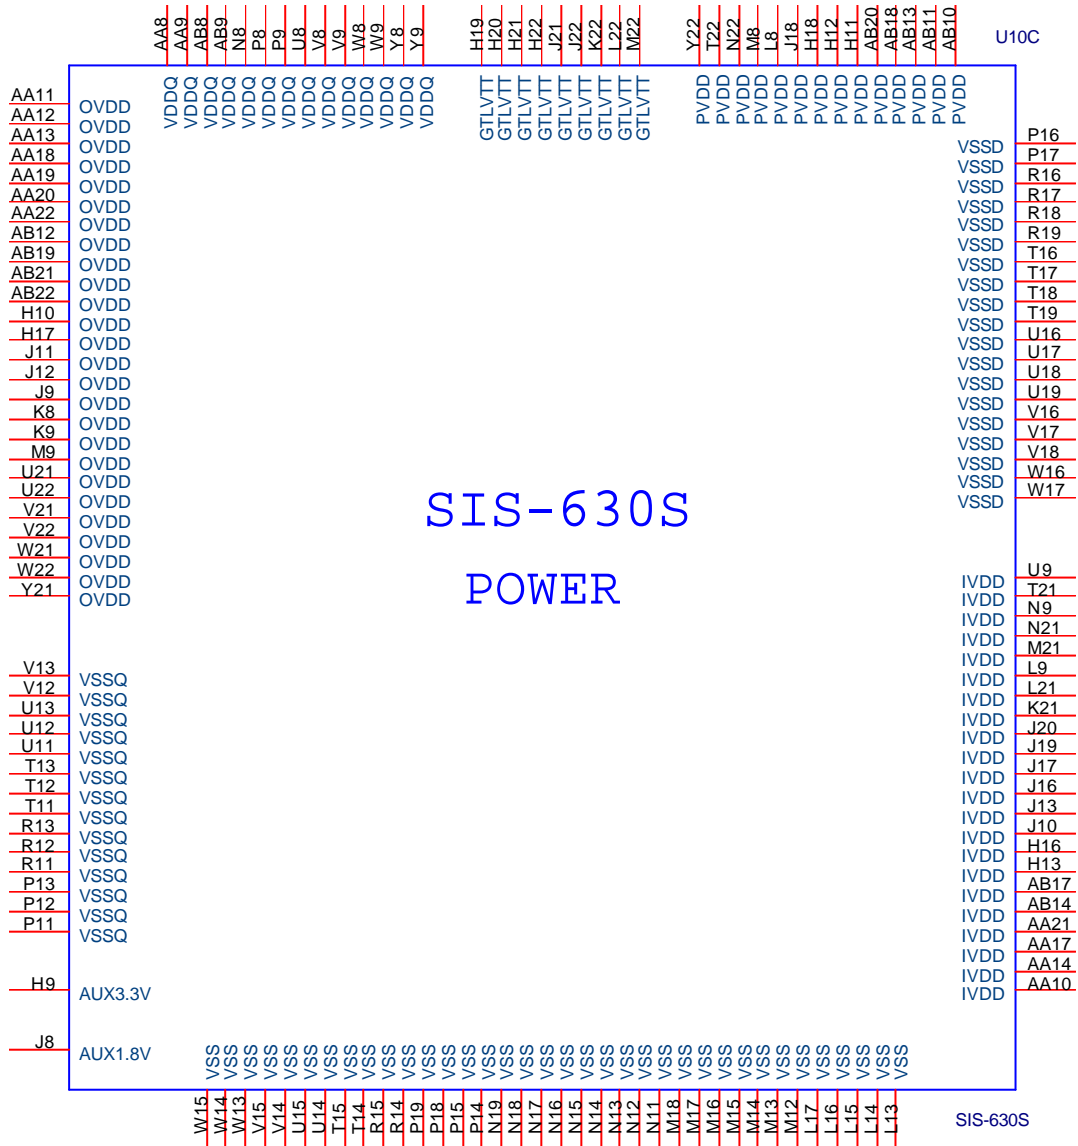 U10C
AA8 VDDQ
AA9 VDDQ
AB8 VDDQ
AB9 VDDQ
N8 VDDQ
P8 VDDQ
P9 VDDQ
U8 VDDQ
V8 VDDQ
V9 VDDQ
W8 VDDQ
W9 VDDQ
Y8 VDDQ
Y9 VDDQ
H19 GTLVTT
H20 GTLVTT
H21 GTLVTT
H22 GTLVTT
J21 GTLVTT
J22 GTLVTT
K22 GTLVTT
L22 GTLVTT
M22 GTLVTT
Y22 PVDD
T22 PVDD
N22 PVDD
M8 PVDD
L8 PVDD
J18 PVDD
H18 PVDD
H12 PVDD
H11 PVDD
AB20 PVDD
AB18 PVDD
AB13 PVDD
AB11 PVDD
AB10 PVDD
AA11 OVDD
AA12 OVDD
AA13 OVDD
AA18 OVDD
AA19 OVDD
AA20 OVDD
AA22 OVDD
AB12 OVDD
AB19 OVDD
AB21 OVDD
AB22 OVDD
H10 OVDD
H17 OVDD
J11 OVDD
J12 OVDD
J9 OVDD
K8 OVDD
K9 OVDD
M9 OVDD
U21 OVDD
U22 OVDD
V21 OVDD
V22 OVDD
W21 OVDD
W22 OVDD
Y21 OVDD
V13 VSSQ
V12 VSSQ
U13 VSSQ
U12 VSSQ
U11 VSSQ
T13 VSSQ
T12 VSSQ
T11 VSSQ
R13 VSSQ
R12 VSSQ
R11 VSSQ
P13 VSSQ
P12 VSSQ
P11 VSSQ
H9 AUX3.3V
J8 AUX1.8V
SIS-630S
POWER
VSSD P16
VSSD P17
VSSD R16
VSSD R17
VSSD R18
VSSD R19
VSSD T16
VSSD T17
VSSD T18
VSSD T19
VSSD U16
VSSD U17
VSSD U18
VSSD U19
VSSD V16
VSSD V17
VSSD V18
VSSD W16
VSSD W17
IVDD U9
IVDD T21
IVDD N9
IVDD N21
IVDD M21
IVDD L9
IVDD L21
IVDD K21
IVDD J20
IVDD J19
IVDD J17
IVDD J16
IVDD J13
IVDD J10
IVDD H16
IVDD H13
IVDD AB17
IVDD AB14
IVDD AA21
IVDD AA17
IVDD AA14
IVDD AA10
W15 VSS
W14 VSS
W13 VSS
V15 VSS
V14 VSS
U15 VSS
U14 VSS
T15 VSS
T14 VSS
R15 VSS
R14 VSS
P19 VSS
P18 VSS
P15 VSS
P14 VSS
N19 VSS
N18 VSS
N17 VSS
N16 VSS
N15 VSS
N14 VSS
N13 VSS
N12 VSS
N11 VSS
M18 VSS
M17 VSS
M16 VSS
M15 VSS
M14 VSS
M13 VSS
M12 VSS
L17 VSS
L16 VSS
L15 VSS
L14 VSS
L13 VSS
SIS-630S